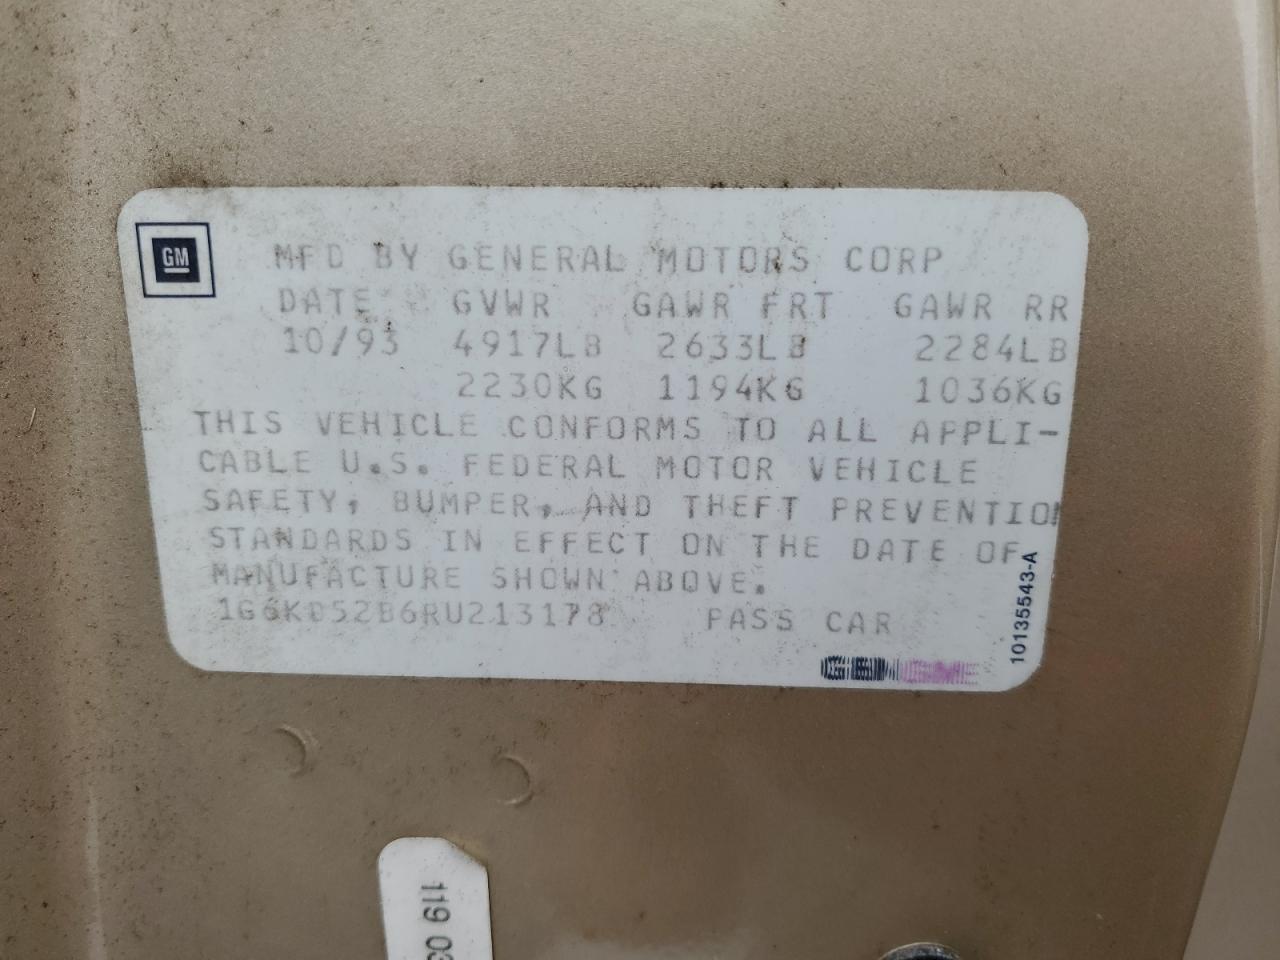 GM
MFD BY GENERAL MOTORS CORP
DATE GVWR GAWR FRT GAWR RR
10/93 4917LB 2633LB 2284LB
2230KG 1194KG 1036KG
THIS VEHICLE CONFORMS TO ALL APPLI-
CABLE U.S. FEDERAL MOTOR VEHICLE
SAFETY, BUMPER, AND THEFT PREVENTION
STANDARDS IN EFFECT ON THE DATE OF
MANUFACTURE SHOWN ABOVE.
1G6KD52B6RU213178 PASS CAR
10135543-A
119 03